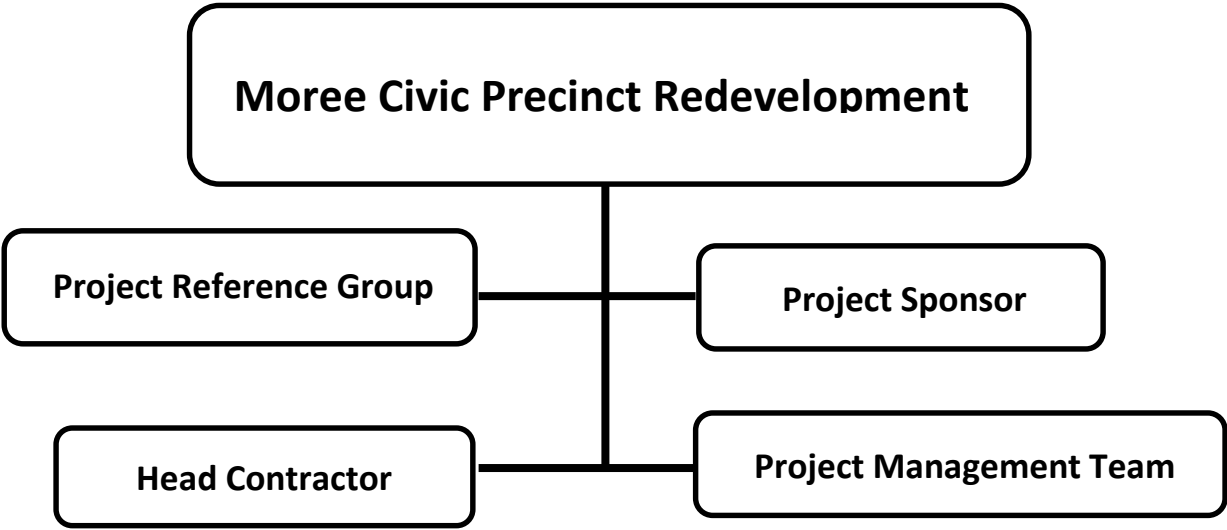 Moree Civic Precinct Redevelopment
Project Reference Group
Project Sponsor
Head Contractor
Project Management Team